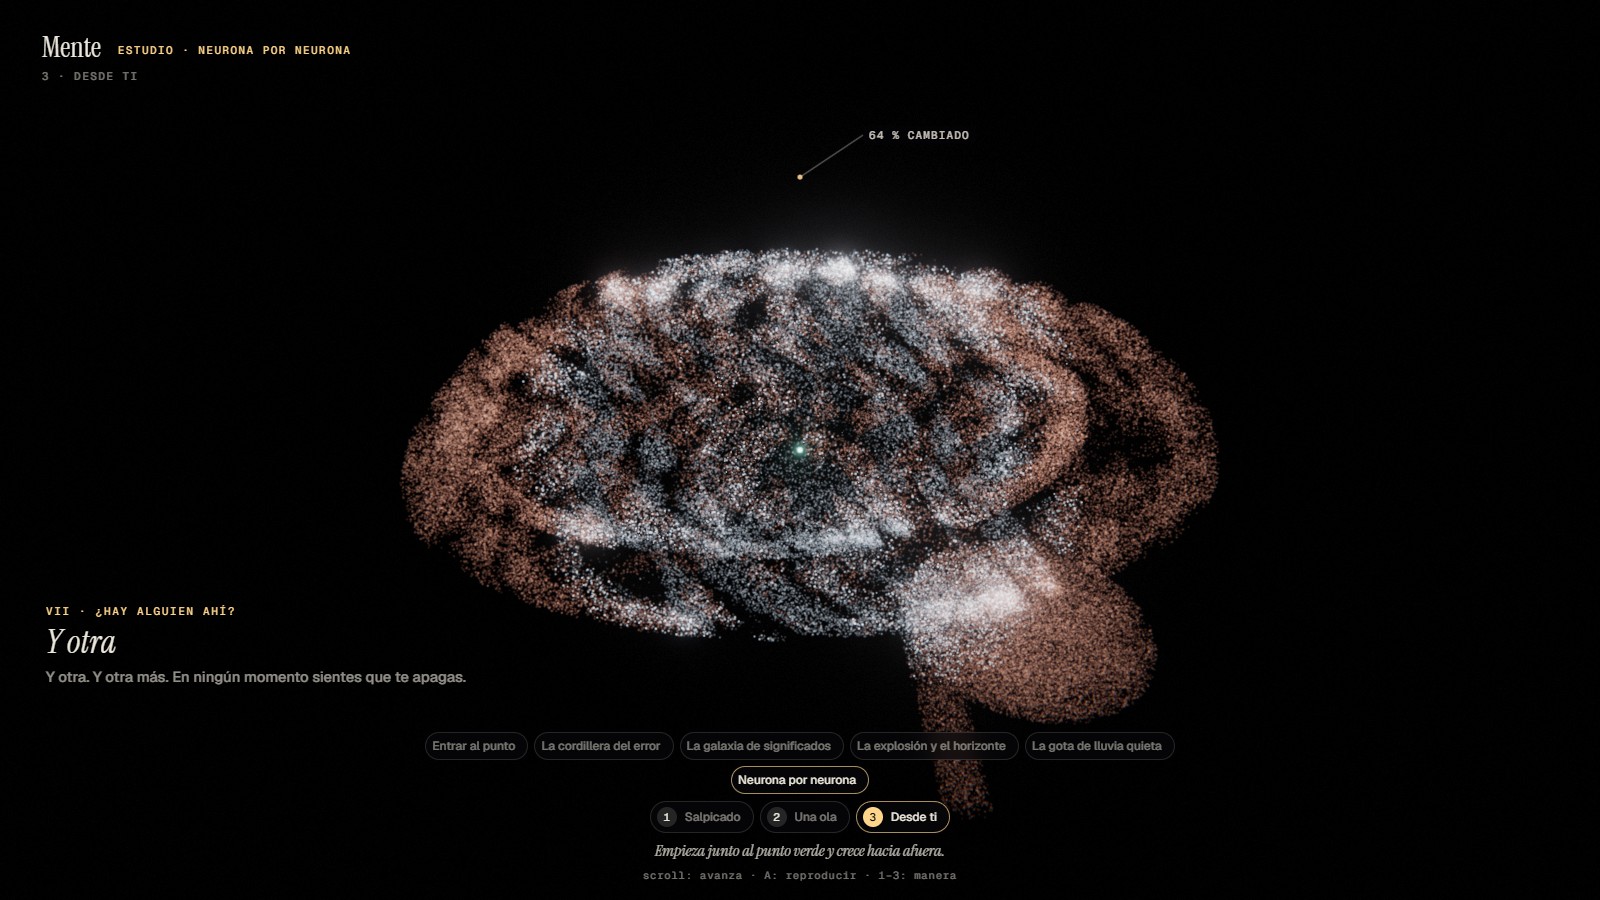 Mente ESTUDIO · NEURONA POR NEURONA
3 · DESDE TI
64 % CAMBIADO
VII · ¿HAY ALGUIEN AHÍ?
Y otra
Y otra. Y otra más. En ningún momento sientes que te apagas.
Entrar al punto La cordillera del error La galaxia de significados La explosión y el horizonte La gota de lluvia quieta
Neurona por neurona
1 Salpicado 2 Una ola 3 Desde ti
Empieza junto al punto verde y crece hacia afuera.
scroll: avanza · A: reproducir · 1–3: manera